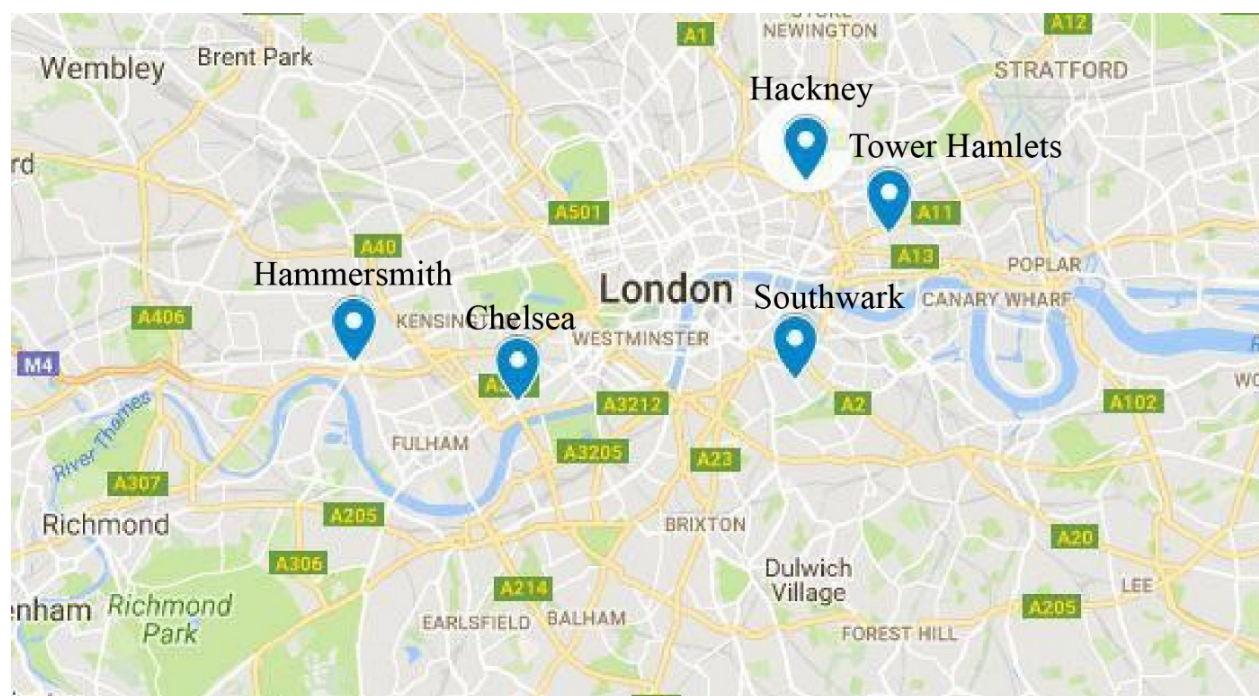 A1
STORE
NEWINGTON
A12
Wembley
Brent Park
STRATFORD
Hackney
Tower Hamlets
rd
A501
A11
A40
A13
POPLAR
Hammersmith
London
Southwark
CANARY WHARF
A406
Chelsea
WESTMINSTER
M4
A3212
A2
A102
River Thames
FULHAM
A3205
A23
A307
Richmond
A205
BRIXTON
A20
A306
Dulwich
Village
A214
LEE
enham
Richmond
Park
EARLSFIELD
BALHAM
A205
FOREST HILL